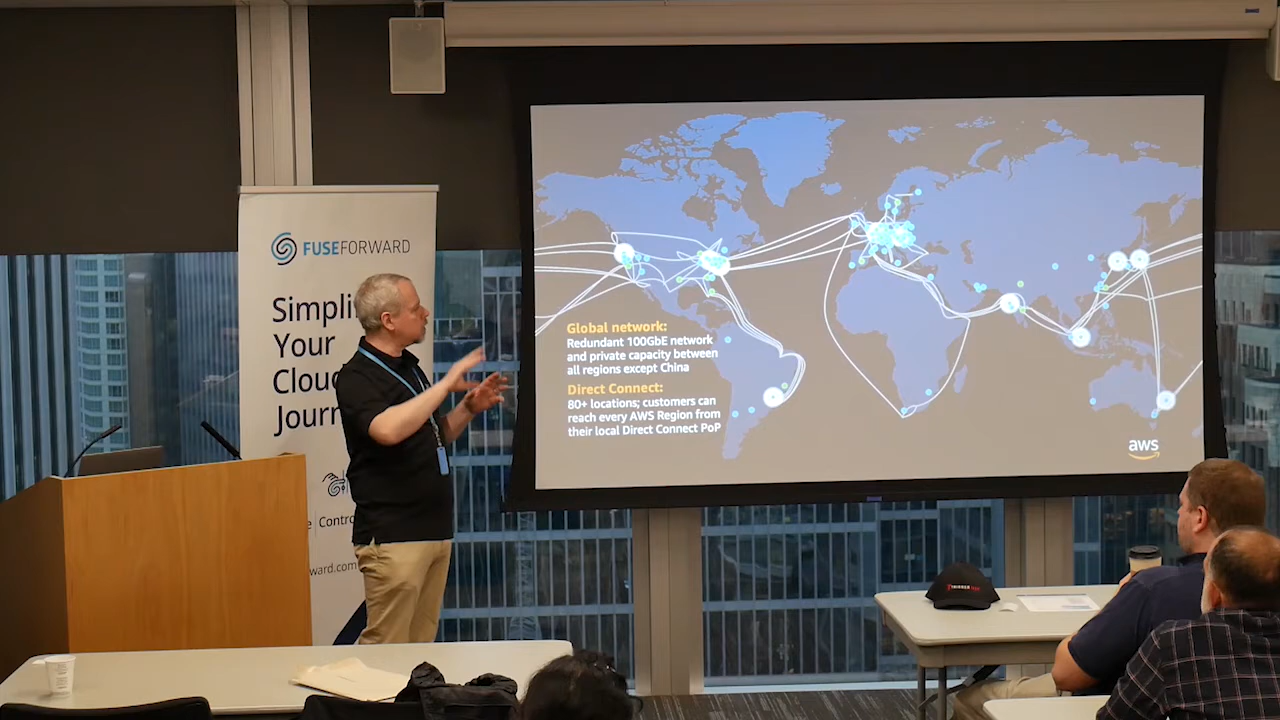 FUSEFORWARD
Simpli
Your
Clou
Journ
e | Contro
ward.com
Global network:
Redundant 100GbE network
and private capacity between
all regions except China
Direct Connect:
80+ locations; customers can
reach every AWS Region from
their local Direct Connect PoP
aws